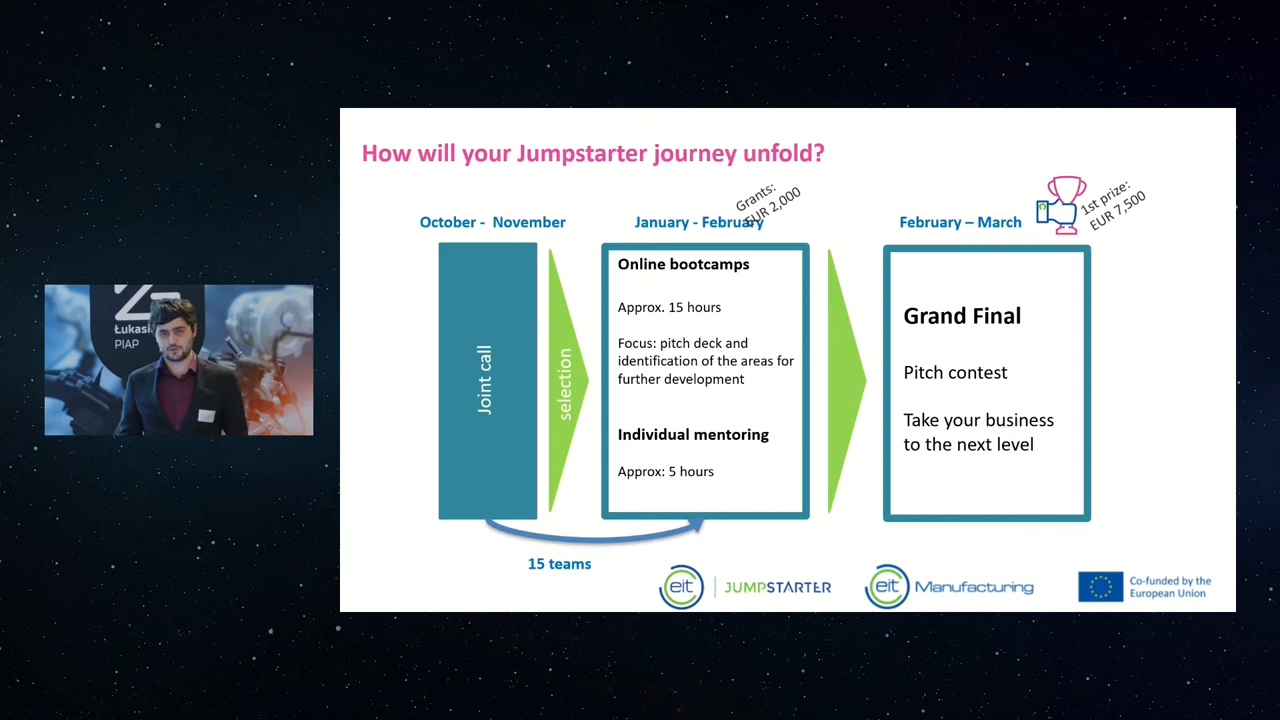 How will your Jumpstarter journey unfold?
October - November
Joint call
selection
15 teams
January - February
Grants:
EUR 2,000
Online bootcamps
Approx. 15 hours
Focus: pitch deck and
identification of the areas for
further development
Individual mentoring
Approx: 5 hours
February – March
1st prize:
EUR 7,500
Grand Final
Pitch contest
Take your business
to the next level
eit JUMPSTARTER
eit Manufacturing
Co-funded by the
European Union
PIAP